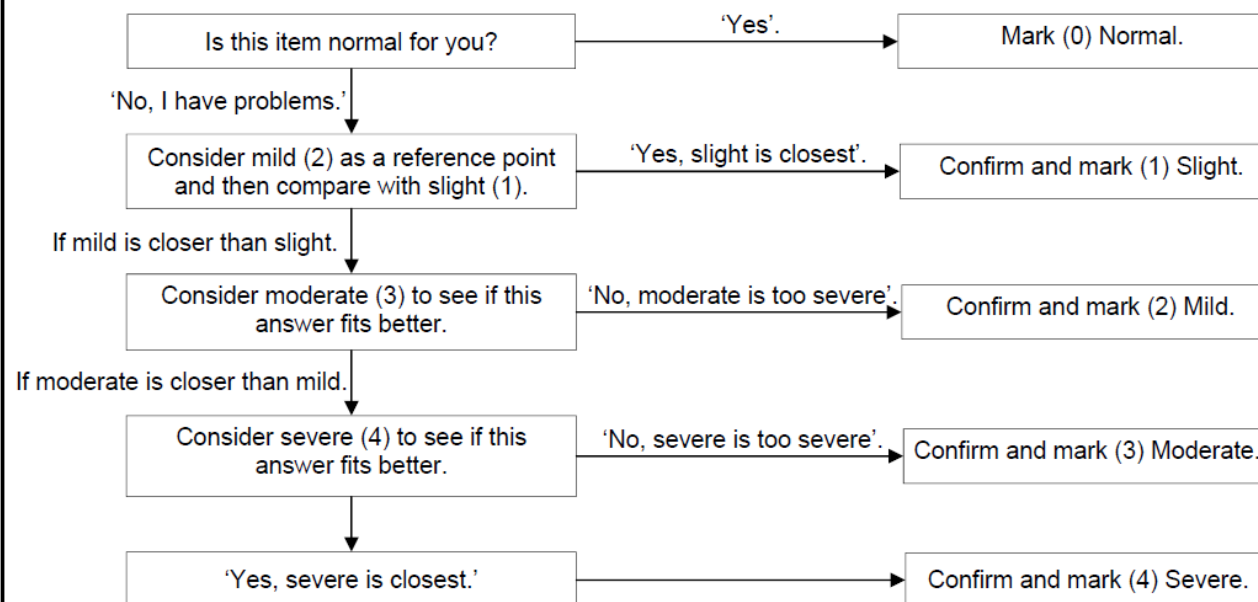 Is this item normal for you?
‘Yes’.
Mark (0) Normal.
‘No, I have problems.’
Consider mild (2) as a reference point
and then compare with slight (1).
‘Yes, slight is closest’.
Confirm and mark (1) Slight.
If mild is closer than slight.
Consider moderate (3) to see if this
answer fits better.
‘No, moderate is too severe’.
Confirm and mark (2) Mild.
If moderate is closer than mild.
Consider severe (4) to see if this
answer fits better.
‘No, severe is too severe’.
Confirm and mark (3) Moderate.
‘Yes, severe is closest.’
Confirm and mark (4) Severe.